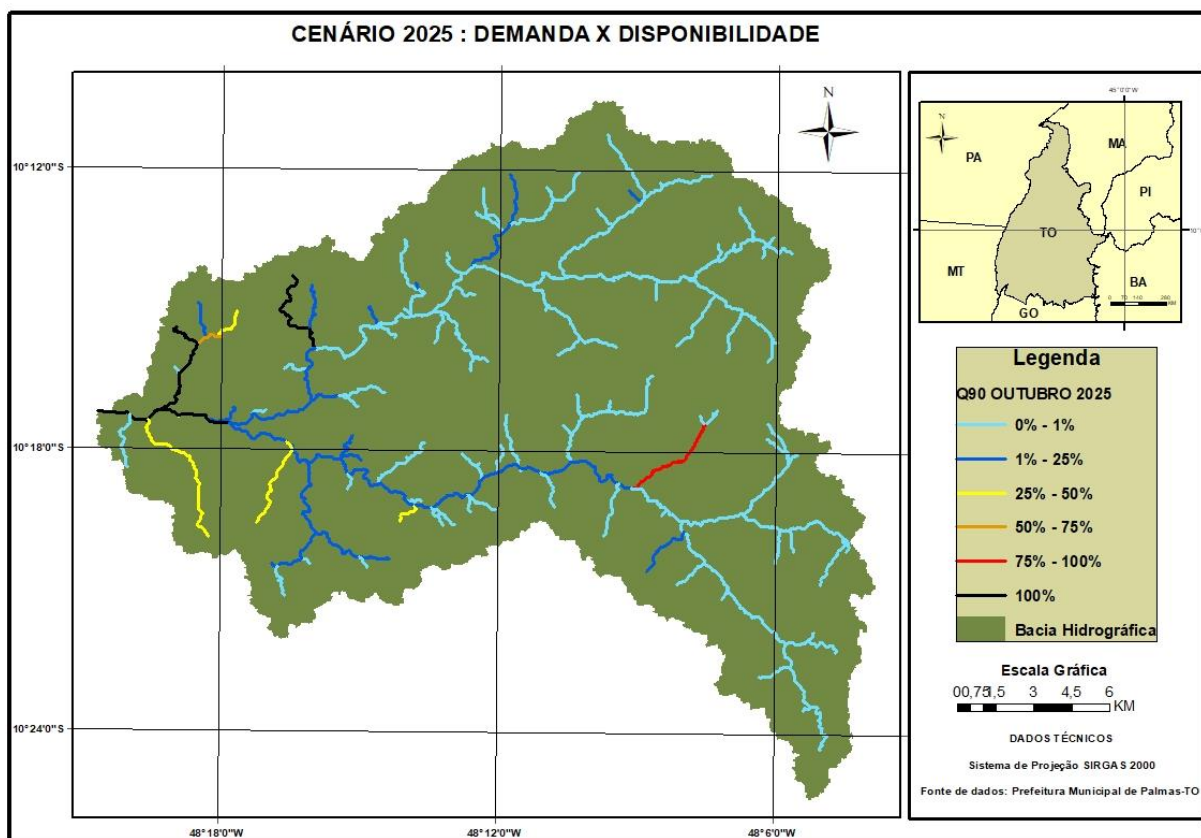 CENÁRIO 2025 : DEMANDA X DISPONIBILIDADE
N
10°12'0"S
10°18'0"S
10°24'0"S
48°18'0"W
48°12'0"W
48°6'0"W
45°0'0"W
N
PA
MA
PI
TO
MT
BA
GO
Legenda
Q90 OUTUBRO 2025
0% - 1%
1% - 25%
25% - 50%
50% - 75%
75% - 100%
100%
Bacia Hidrográfica
Escala Gráfica
00,751,5 3 4,5 6
KM
DADOS TÉCNICOS
Sistema de Projeção SIRGAS 2000
Fonte de dados: Prefeitura Municipal de Palmas-TO